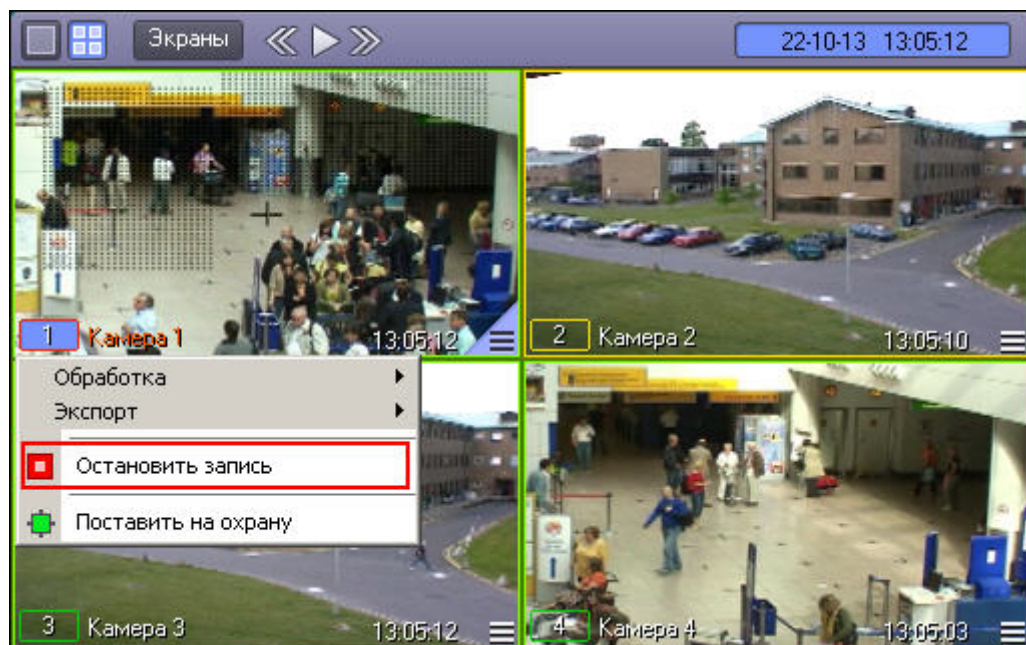 Экраны
22-10-13 13:05:12
1 Камера 1 13:05:12
2 Камера 2 13:05:10
Обработка
Экспорт
Остановить запись
Поставить на охрану
3 Камера 3 13:05:12
4 Камера 4 13:05:03